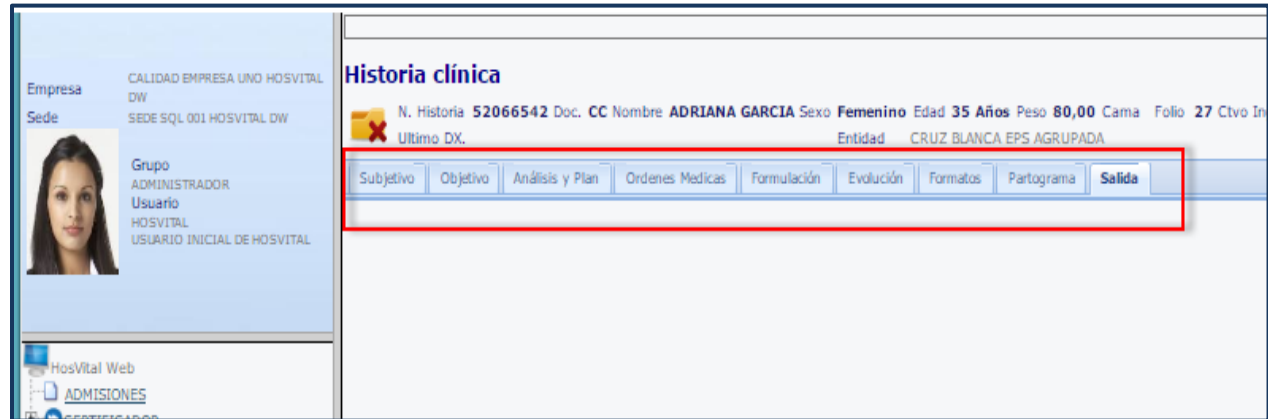 Empresa CALIDAD EMPRESA UNO HOSVITAL
DW
Sede SEDE SQL 001 HOSVITAL DW
Grupo
ADMINISTRADOR
Usuario
HOSVITAL
USUARIO INICIAL DE HOSVITAL
HosVital Web
ADMISIONES
Historia clínica
N. Historia 52066542 Doc. CC Nombre ADRIANA GARCIA Sexo Femenino Edad 35 Años Peso 80,00 Cama Folio 27 Ctvo
Ultimo DX. Entidad CRUZ BLANCA EPS AGRUPADA
Subjetivo Objetivo Análisis y Plan Ordenes Medicas Formulación Evolución Formatos Partograma Salida